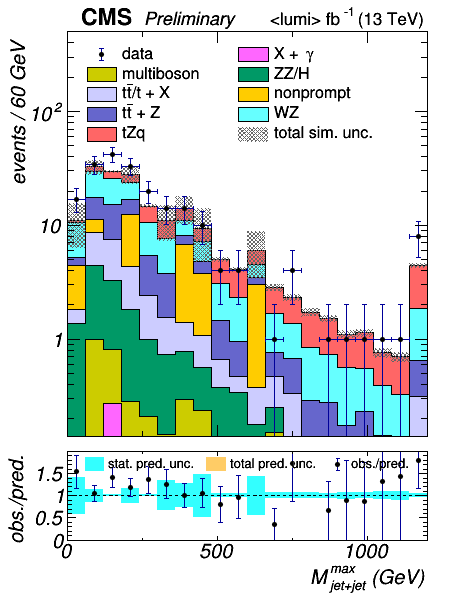 CMS Preliminary <lumi> fb⁻¹ (13 TeV)
events / 60 GeV
data
multiboson
tt̄/t + X
tt̄ + Z
tZq
X + γ
ZZ/H
nonprompt
WZ
total sim. unc.
10²
10
1
obs./pred.
stat. pred. unc. total pred. unc. obs./pred.
1.5
1
0.5
0
0 500 1000
M^max_jet+jet (GeV)